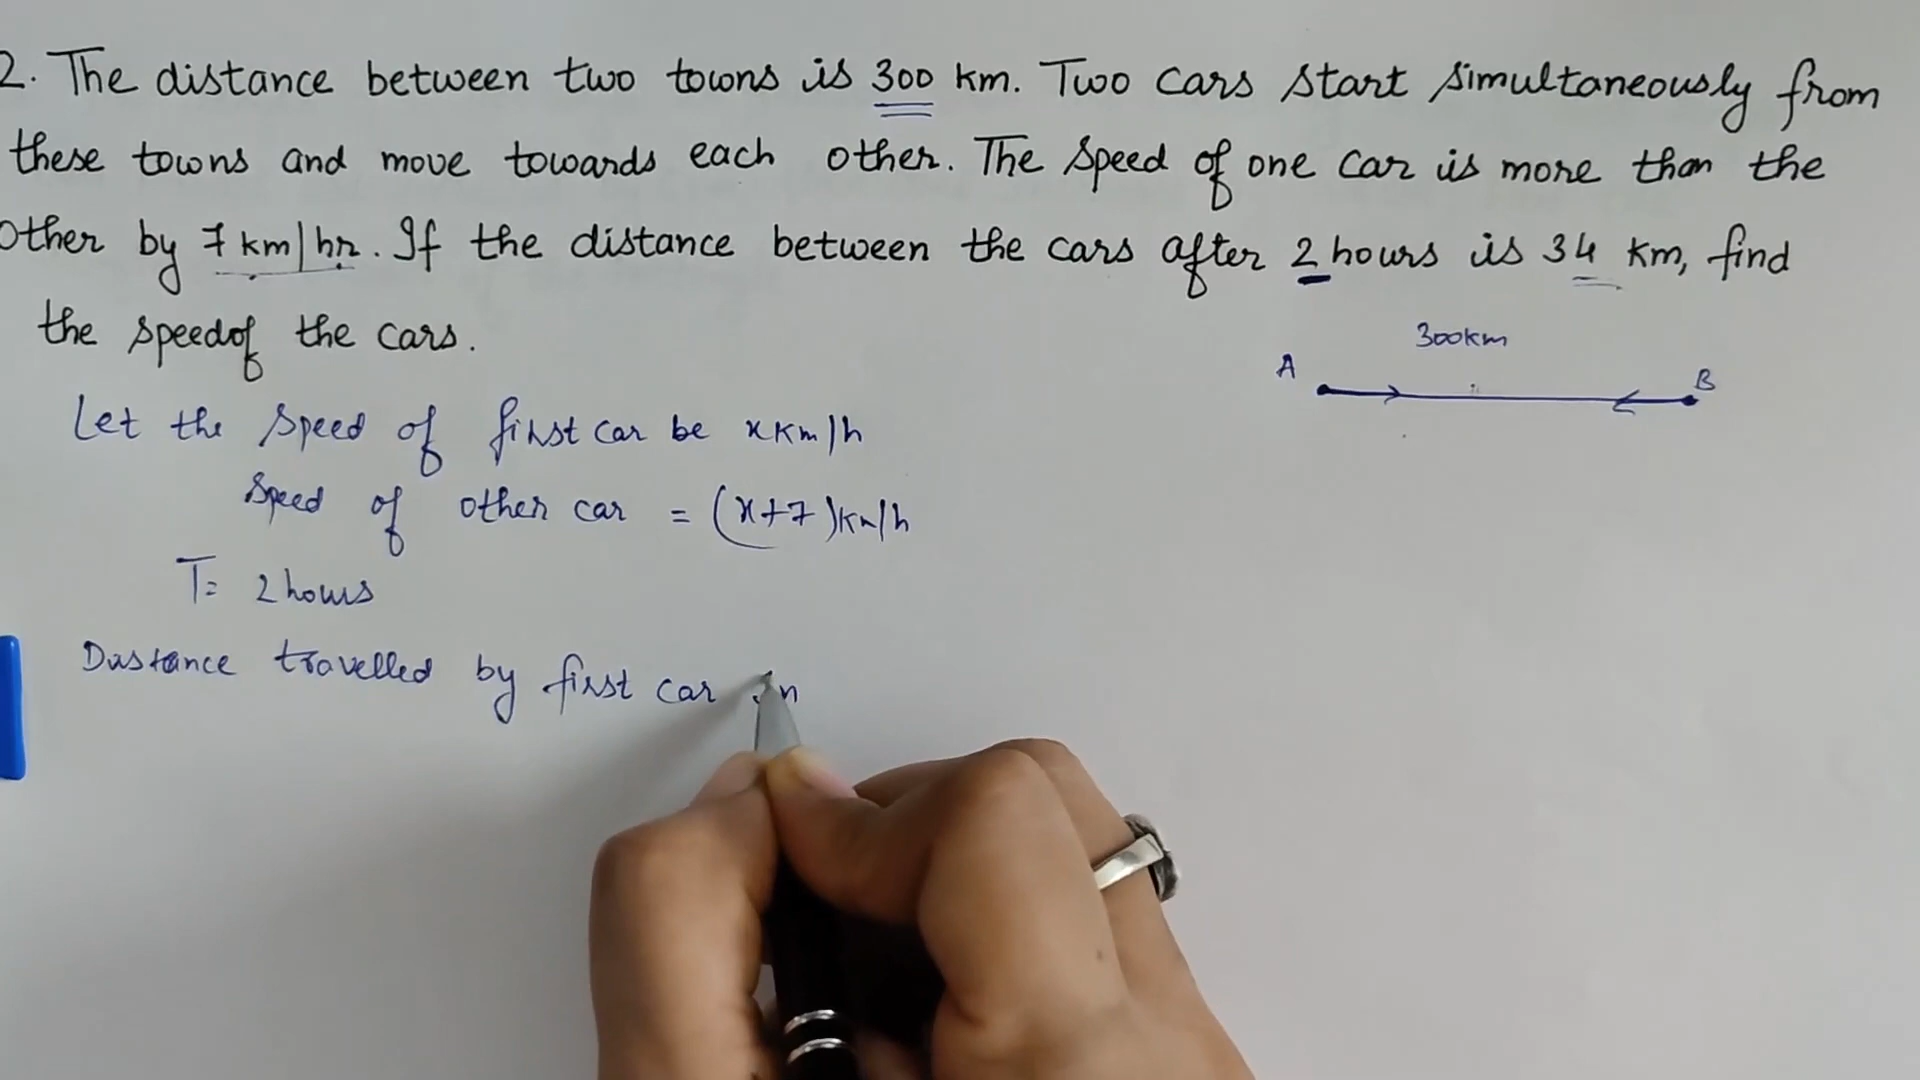 2. The distance between two towns is 300 km. Two cars start simultaneously from
these towns and move towards each other. The speed of one car is more than the
other by 7 km/hr. If the distance between the cars after 2 hours is 34 km, find
the speed of the cars.
300km
A B
Let the speed of first car be x Km/h
Speed of other car = (x+7)Km/h
T= 2 hours
Distance travelled by first car in